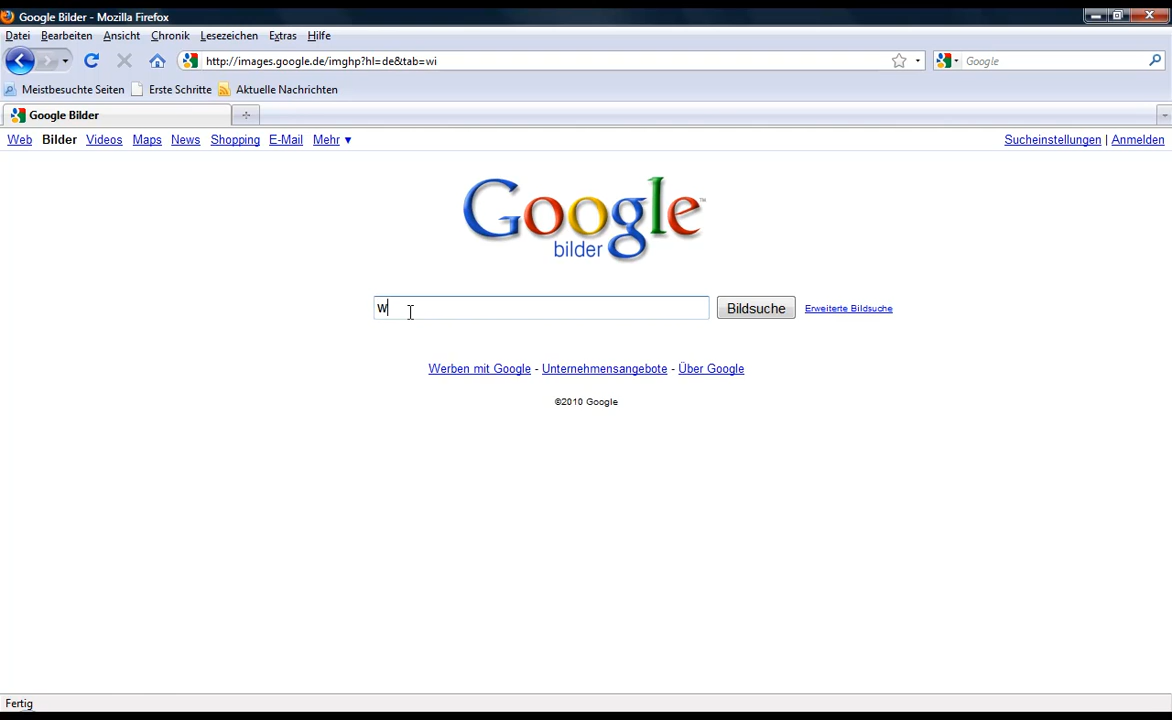 Google Bilder - Mozilla Firefox
Datei Bearbeiten Ansicht Chronik Lesezeichen Extras Hilfe
http://images.google.de/imghp?hl=de&tab=wi Google
Meistbesuchte Seiten Erste Schritte Aktuelle Nachrichten
Google Bilder
Web Bilder Videos Maps News Shopping E-Mail Mehr ▼ Sucheinstellungen | Anmelden
Google™
bilder
w Bildsuche Erweiterte Bildsuche
Werben mit Google - Unternehmensangebote - Über Google
©2010 Google
Fertig